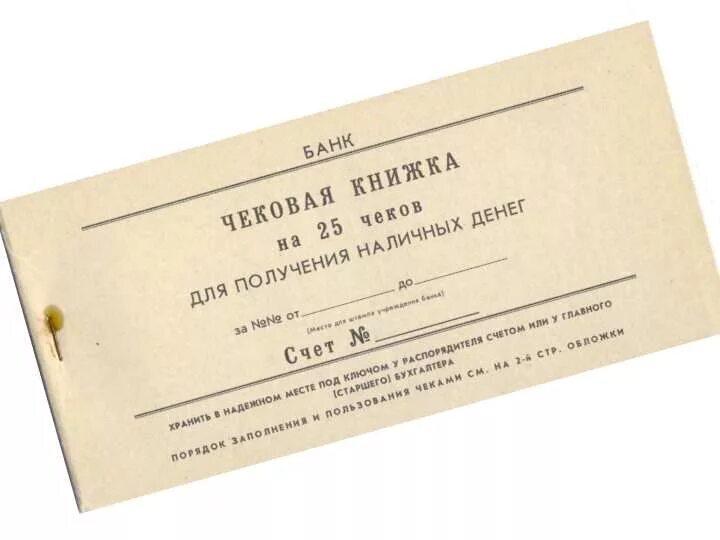 БАНК
ЧЕКОВАЯ КНИЖКА
на 25 чеков
ДЛЯ ПОЛУЧЕНИЯ НАЛИЧНЫХ ДЕНЕГ
за №№ от до
(Место для штампа учреждения банка)
Счет №
ХРАНИТЬ В НАДЕЖНОМ МЕСТЕ ПОД КЛЮЧОМ У РАСПОРЯДИТЕЛЯ СЧЕТОМ ИЛИ У ГЛАВНОГО
(СТАРШЕГО) БУХГАЛТЕРА
ПОРЯДОК ЗАПОЛНЕНИЯ И ПОЛЬЗОВАНИЯ ЧЕКАМИ СМ. НА 2-й СТР. ОБЛОЖКИ